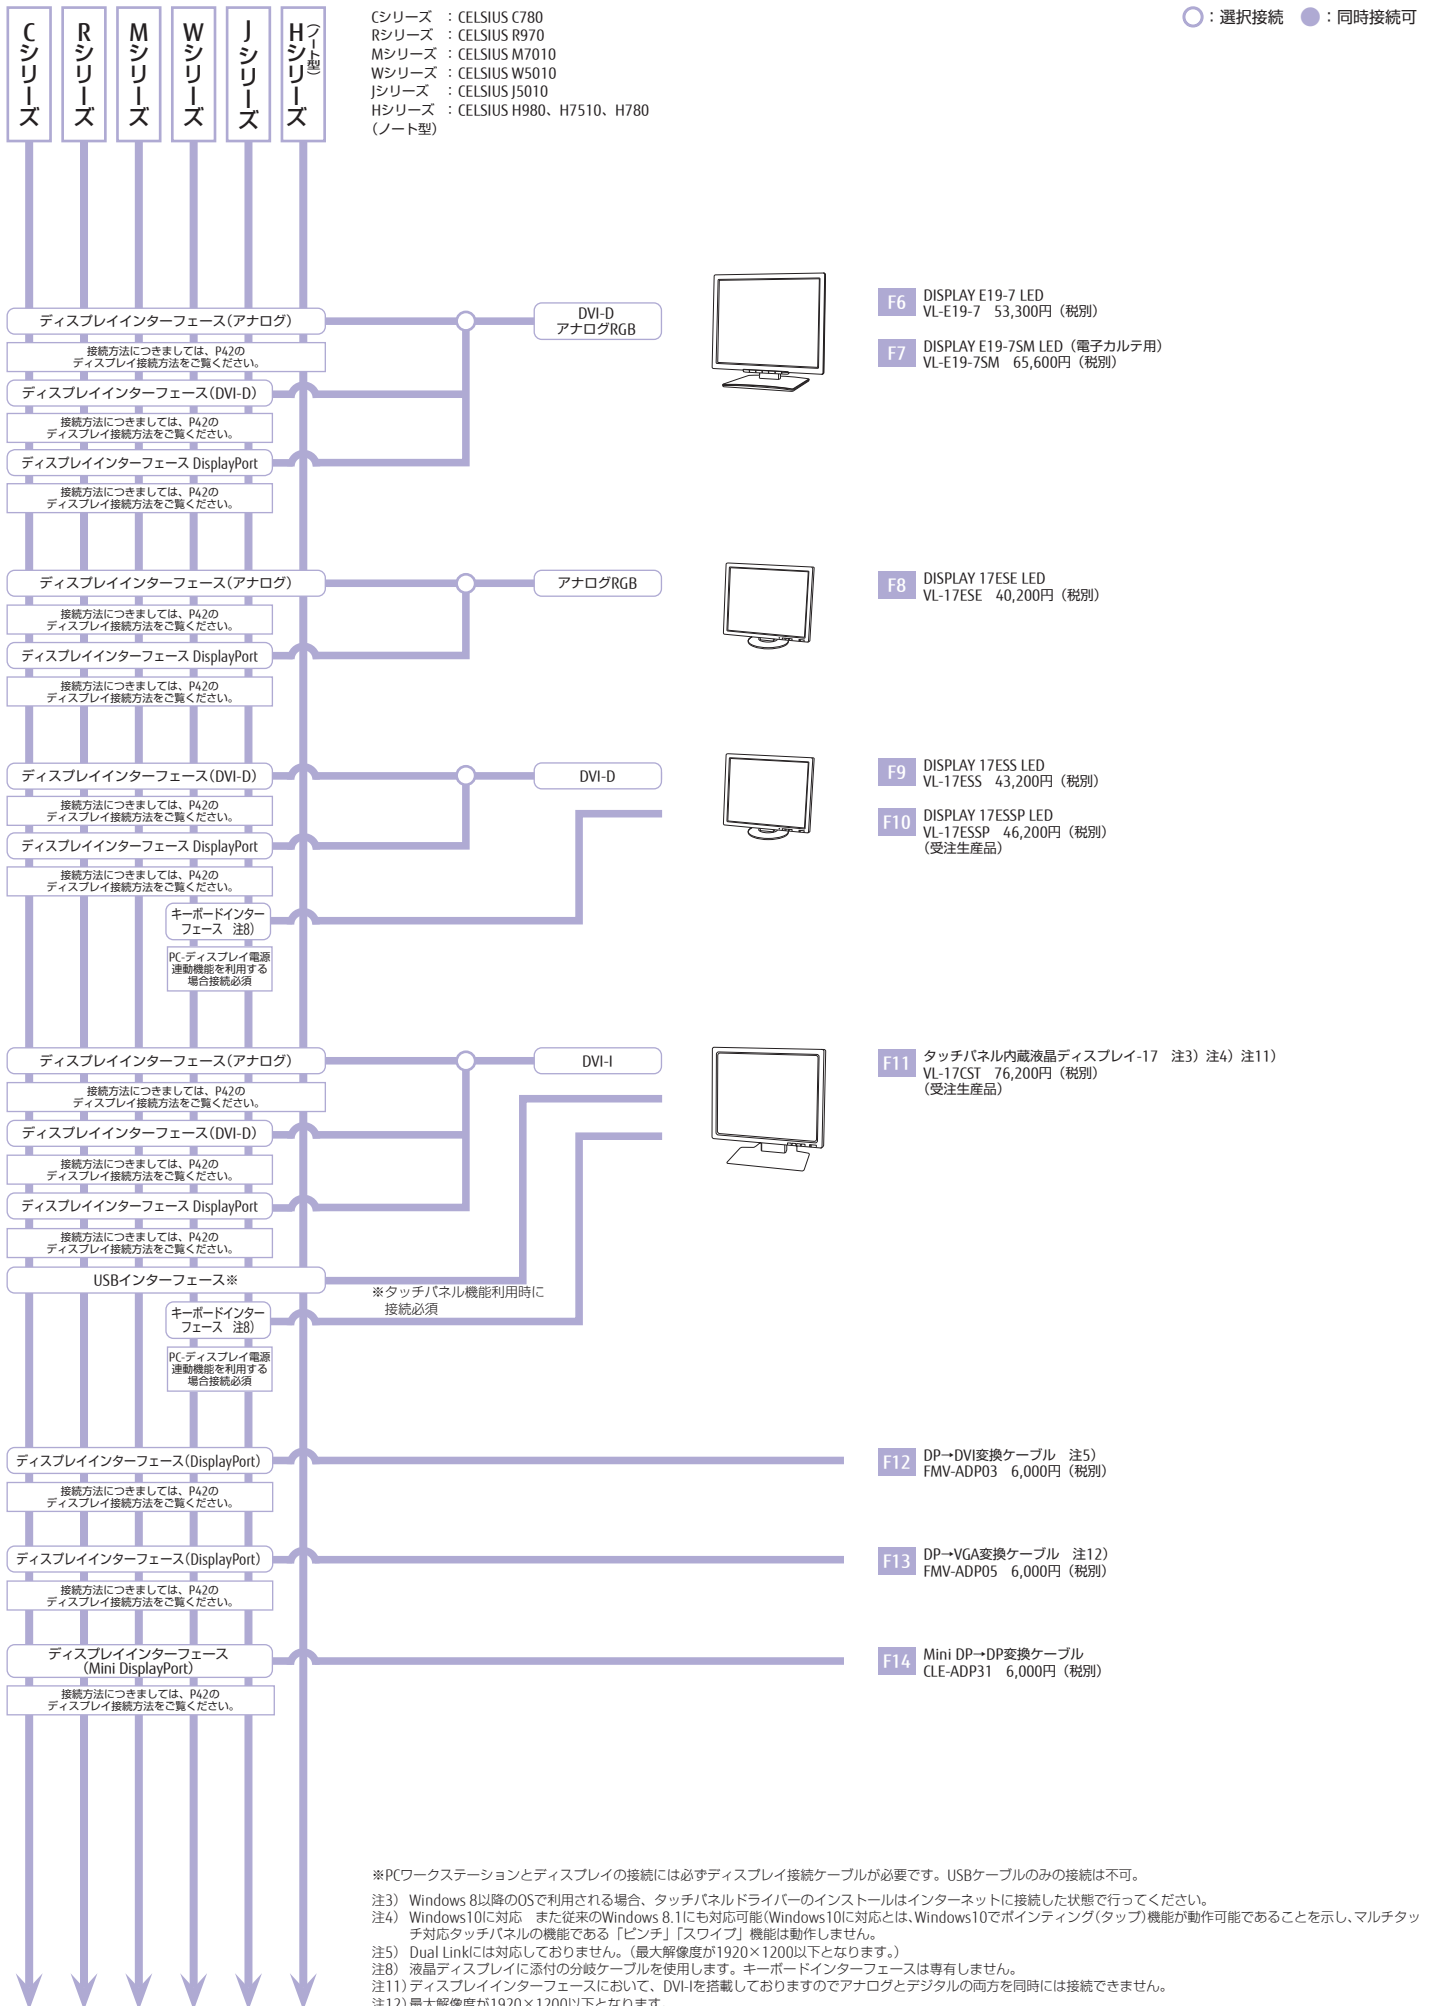 Cシリーズ
Rシリーズ
Mシリーズ
Wシリーズ
Jシリーズ
Hシリーズ
(ノート型)
Cシリーズ ：CELSIUS C780
Rシリーズ ：CELSIUS R970
Mシリーズ ：CELSIUS M7010
Wシリーズ ：CELSIUS W5010
Jシリーズ ：CELSIUS J5010
Hシリーズ ：CELSIUS H980、H7510、H780
（ノート型）
：選択接続
：同時接続可
ディスプレイインターフェース（アナログ）
接続方法につきましては、P42の
ディスプレイ接続方法をご覧ください。
ディスプレイインターフェース（DVI-D）
接続方法につきましては、P42の
ディスプレイ接続方法をご覧ください。
ディスプレイインターフェース DisplayPort
接続方法につきましては、P42の
ディスプレイ接続方法をご覧ください。
DVI-D
アナログRGB
F6
DISPLAY E19-7 LED
VL-E19-7 53,300円（税別）
F7
DISPLAY E19-7SM LED（電子カルテ用）
VL-E19-7SM 65,600円（税別）
ディスプレイインターフェース（アナログ）
接続方法につきましては、P42の
ディスプレイ接続方法をご覧ください。
ディスプレイインターフェース DisplayPort
接続方法につきましては、P42の
ディスプレイ接続方法をご覧ください。
アナログRGB
F8
DISPLAY 17ESE LED
VL-17ESE 40,200円（税別）
ディスプレイインターフェース（DVI-D）
接続方法につきましては、P42の
ディスプレイ接続方法をご覧ください。
ディスプレイインターフェース DisplayPort
接続方法につきましては、P42の
ディスプレイ接続方法をご覧ください。
キーボードインター
フェース 注8)
PC-ディスプレイ電源
連動機能を利用する
場合接続必須
DVI-D
F9
DISPLAY 17ESS LED
VL-17ESS 43,200円（税別）
F10
DISPLAY 17ESSP LED
VL-17ESSP 46,200円（税別）
（受注生産品）
ディスプレイインターフェース（アナログ）
接続方法につきましては、P42の
ディスプレイ接続方法をご覧ください。
ディスプレイインターフェース（DVI-D）
接続方法につきましては、P42の
ディスプレイ接続方法をご覧ください。
ディスプレイインターフェース DisplayPort
接続方法につきましては、P42の
ディスプレイ接続方法をご覧ください。
USBインターフェース※
※タッチパネル機能利用時に
接続必須
キーボードインター
フェース 注8)
PC-ディスプレイ電源
連動機能を利用する
場合接続必須
DVI-I
F11
タッチパネル内蔵液晶ディスプレイ-17 注3）注4）注11）
VL-17CST 76,200円（税別）
（受注生産品）
ディスプレイインターフェース（DisplayPort）
接続方法につきましては、P42の
ディスプレイ接続方法をご覧ください。
F12
DP→DVI変換ケーブル 注5）
FMV-ADP03 6,000円（税別）
ディスプレイインターフェース（DisplayPort）
接続方法につきましては、P42の
ディスプレイ接続方法をご覧ください。
F13
DP→VGA変換ケーブル 注12）
FMV-ADP05 6,000円（税別）
ディスプレイインターフェース
（Mini DisplayPort）
接続方法につきましては、P42の
ディスプレイ接続方法をご覧ください。
F14
Mini DP→DP変換ケーブル
CLE-ADP31 6,000円（税別）
※PCワークステーションとディスプレイの接続には必ずディスプレイ接続ケーブルが必要です。USBケーブルのみの接続は不可。
注3） Windows 8以降のOSで利用される場合、タッチパネルドライバーのインストールはインターネットに接続した状態で行ってください。
注4） Windows10に対応 また従来のWindows 8.1にも対応可能（Windows10に対応とは、Windows10でポインティング（タップ）機能が動作可能であることを示し、マルチタッ
チ対応タッチパネルの機能である「ピンチ」「スワイプ」機能は動作しません。
注5） Dual Linkには対応しておりません。（最大解像度が1920×1200以下となります。）
注8） 液晶ディスプレイに添付の分岐ケーブルを使用します。キーボードインターフェースは専有しません。
注11）ディスプレイインターフェースにおいて、DVI-Iを搭載しておりますのでアナログとデジタルの両方を同時には接続できません。
注12）最大解像度が1920×1200以下となります。